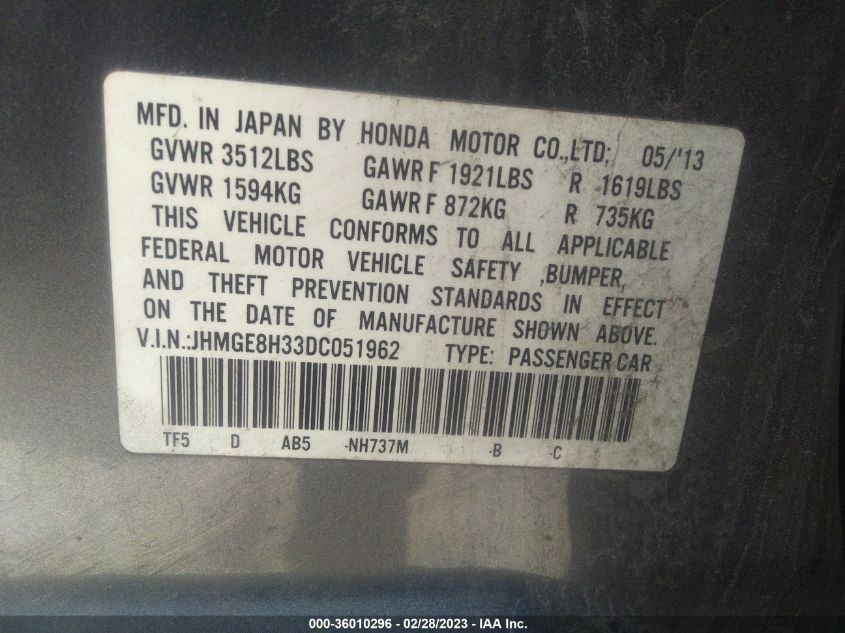 MFD. IN JAPAN BY HONDA MOTOR CO.,LTD; 05/'13
GVWR 3512LBS GAWR F 1921LBS R 1619LBS
GVWR 1594KG GAWR F 872KG R 735KG
THIS VEHICLE CONFORMS TO ALL APPLICABLE
FEDERAL MOTOR VEHICLE SAFETY ,BUMPER,
AND THEFT PREVENTION STANDARDS IN EFFECT
ON THE DATE OF MANUFACTURE SHOWN ABOVE.
V.I.N.:JHMGE8H33DC051962 TYPE: PASSENGER CAR
TF5 D AB5 -NH737M -B -C
000-36010296 - 02/28/2023 - IAA Inc.